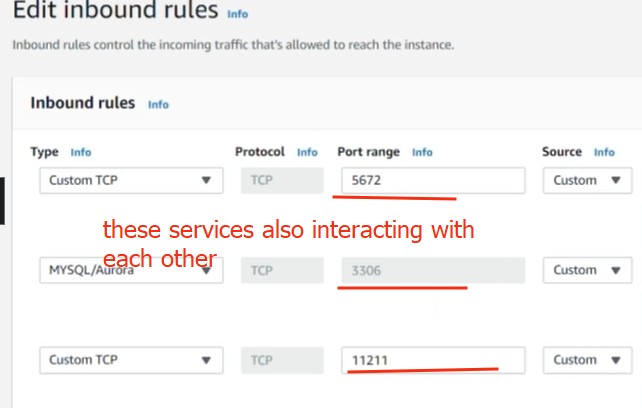 Edit inbound rules Info
Inbound rules control the incoming traffic that's allowed to reach the instance.
Inbound rules Info
Type Info Protocol Info Port range Info Source Info
Custom TCP TCP 5672 Custom
these services also interacting with
each other
MYSQL/Aurora TCP 3306 Custom
Custom TCP TCP 11211 Custom